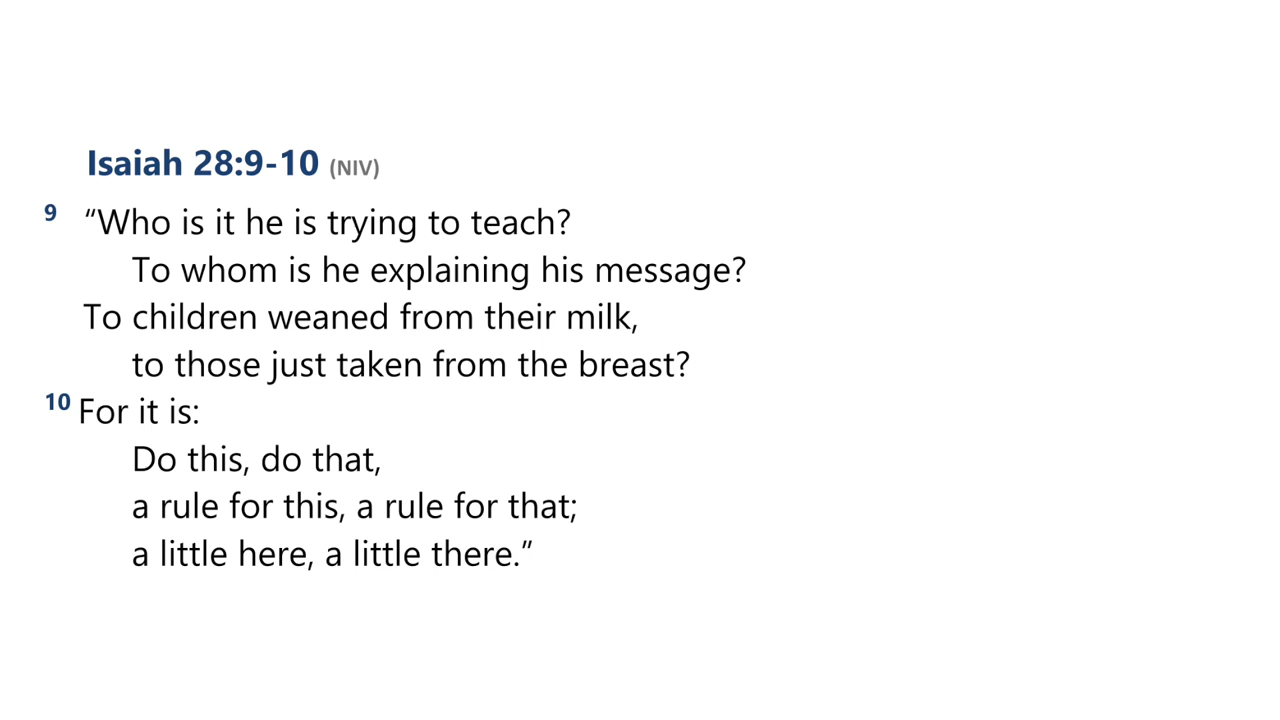 Isaiah 28:9-10 (NIV)
9 “Who is it he is trying to teach?
To whom is he explaining his message?
To children weaned from their milk,
to those just taken from the breast?
10 For it is:
Do this, do that,
a rule for this, a rule for that;
a little here, a little there.”